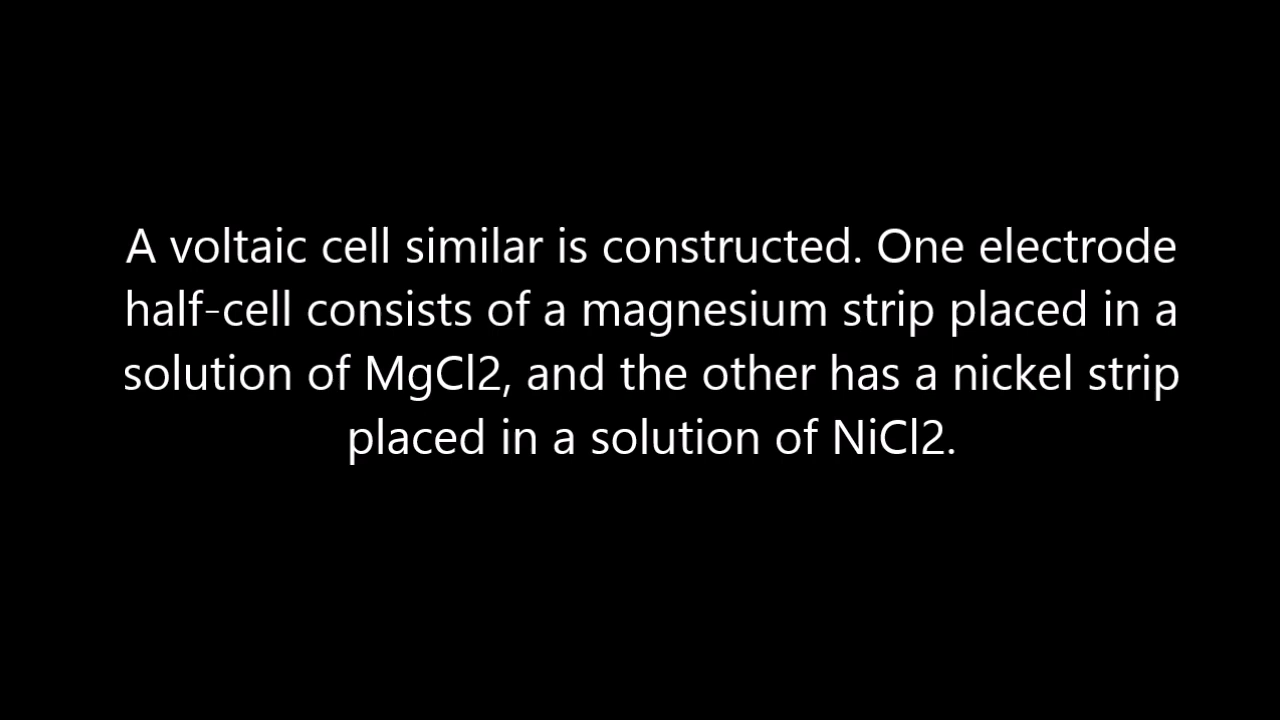 A voltaic cell similar is constructed. One electrode
half-cell consists of a magnesium strip placed in a
solution of MgCl2, and the other has a nickel strip
placed in a solution of NiCl2.